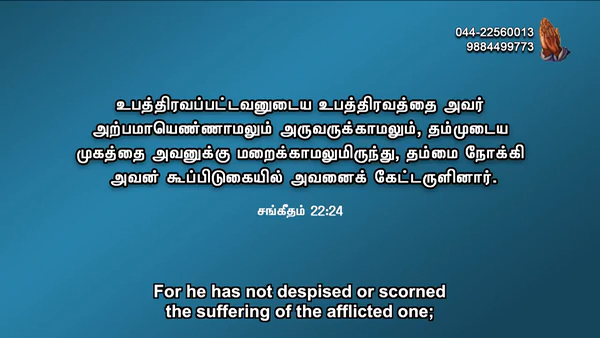 044-22560013
9884499773
உபத்திரவப்பட்டவனுடைய உபத்திரவத்தை அவர்
அற்பமாயெண்ணாமலும் அருவருக்காமலும், தம்முடைய
முகத்தை அவனுக்கு மறைக்காமலுமிருந்து, தம்மை நோக்கி
அவன் கூப்பிடுகையில் அவனைக் கேட்டருளினார்.
சங்கீதம் 22:24
For he has not despised or scorned
the suffering of the afflicted one;